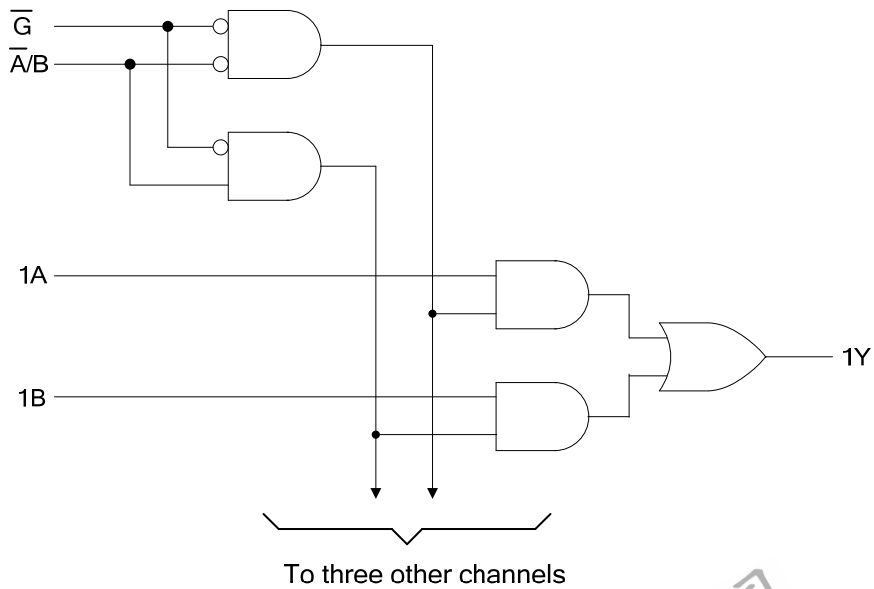 G̅
A̅/B
1A
1B
1Y
To three other channels